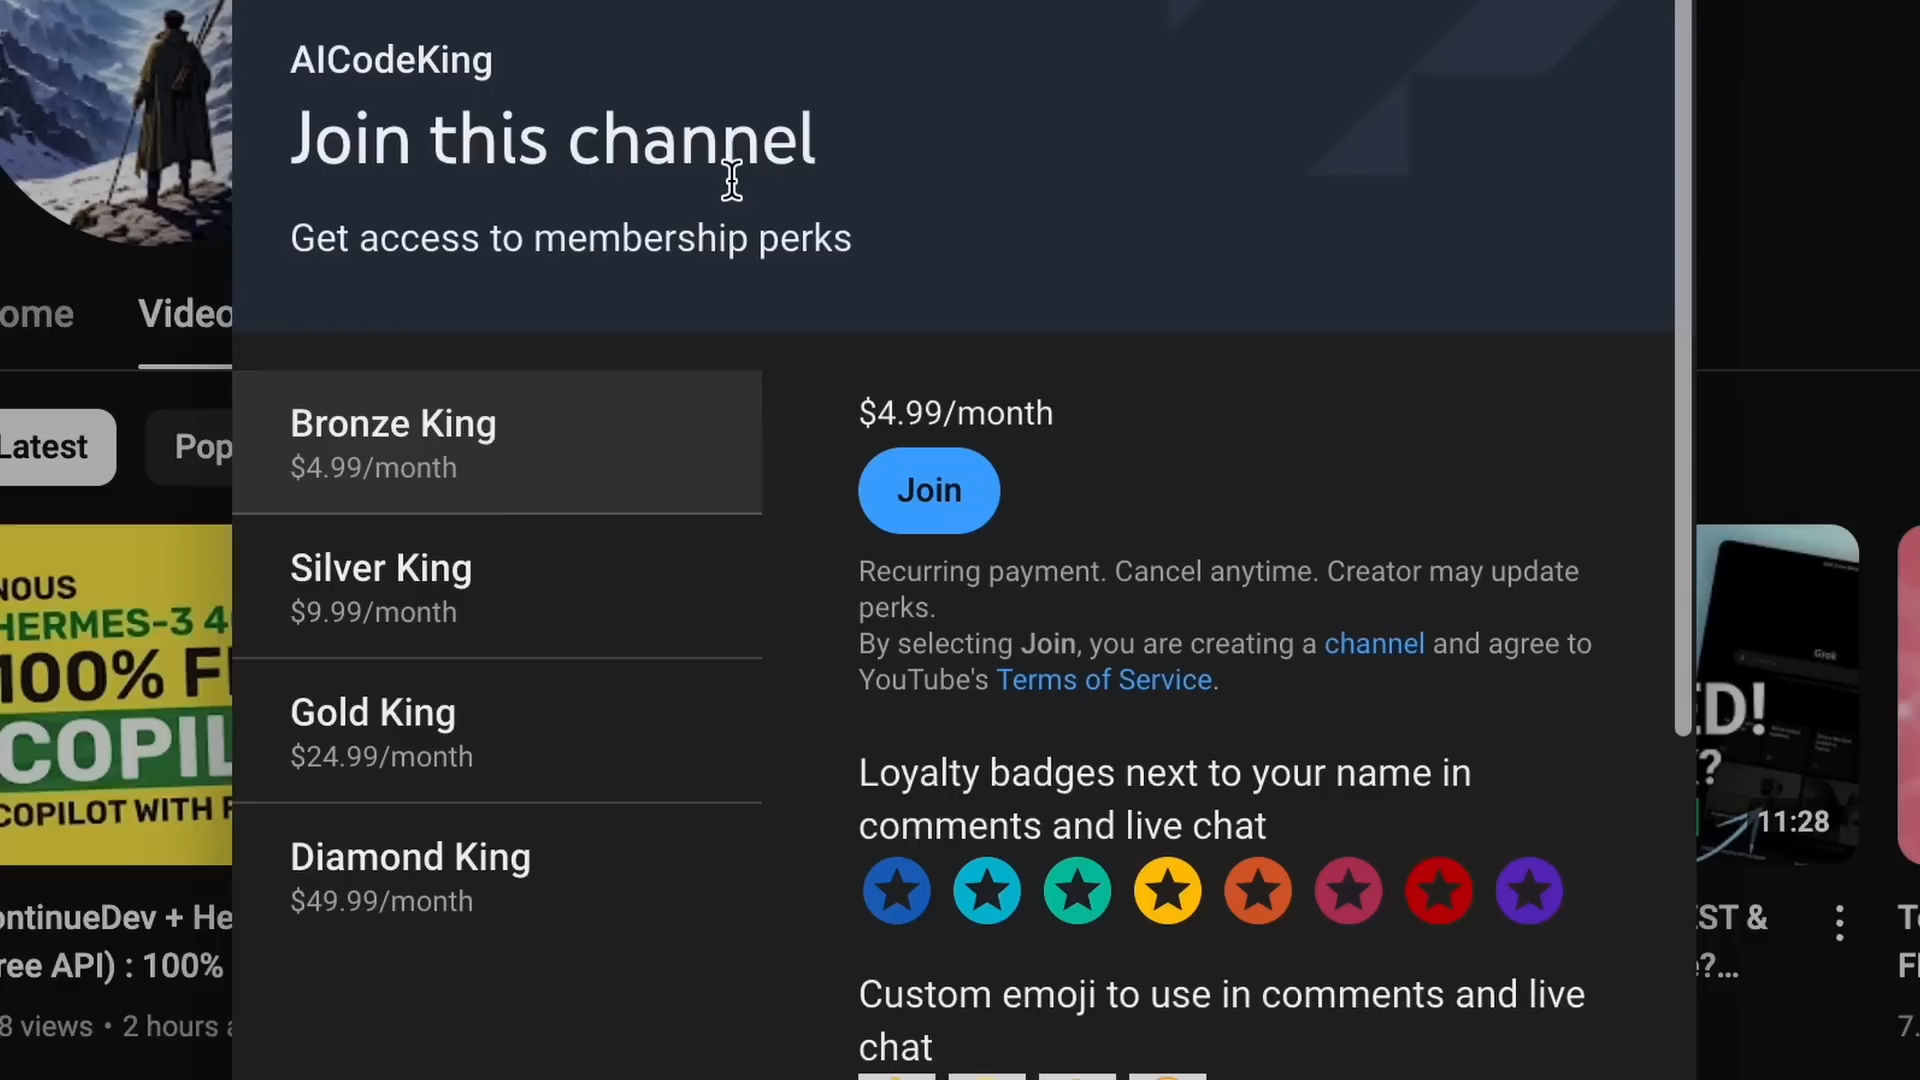 AICodeKing
Join this channel
Get access to membership perks
ome
Video
Latest
Pop
Bronze King
$4.99/month
Silver King
$9.99/month
Gold King
$24.99/month
Diamond King
$49.99/month
$4.99/month
Join
Recurring payment. Cancel anytime. Creator may update
perks.
By selecting Join, you are creating a channel and agree to
YouTube's Terms of Service.
Loyalty badges next to your name in
comments and live chat
Custom emoji to use in comments and live
chat
NOUS
HERMES-3 4
100% F
COPIL
COPILOT WITH
ontinueDev + He
ree API) : 100%
8 views • 2 hours a
ED!
?
Grok
11:28
EST &
e?...
T
F
7.